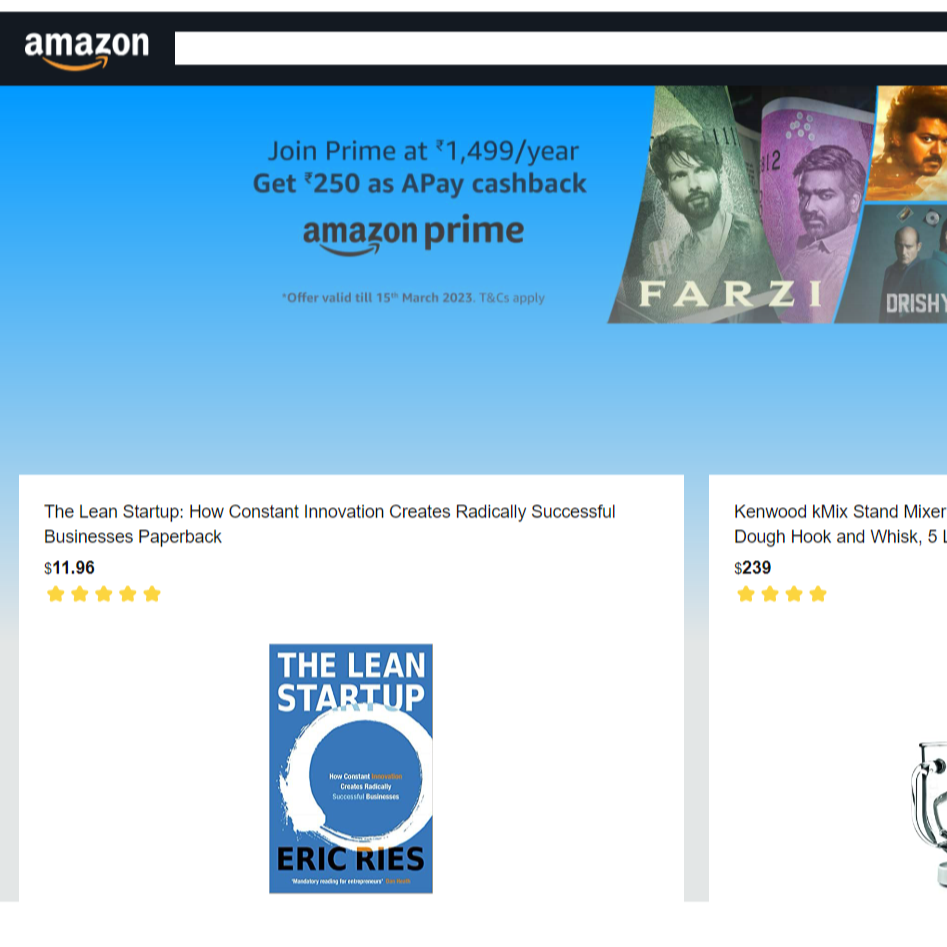 amazon
Join Prime at ₹1,499/year
Get ₹250 as APay cashback
amazon prime
*Offer valid till 15th March 2023. T&Cs apply
FARZI
DRISHY
The Lean Startup: How Constant Innovation Creates Radically Successful
Businesses Paperback
$11.96
THE LEAN
STARTUP
How Constant Innovation
Creates Radically
Successful Businesses
ERIC RIES
'Mandatory reading for entrepreneurs'
Kenwood kMix Stand Mixer
Dough Hook and Whisk, 5 L
$239